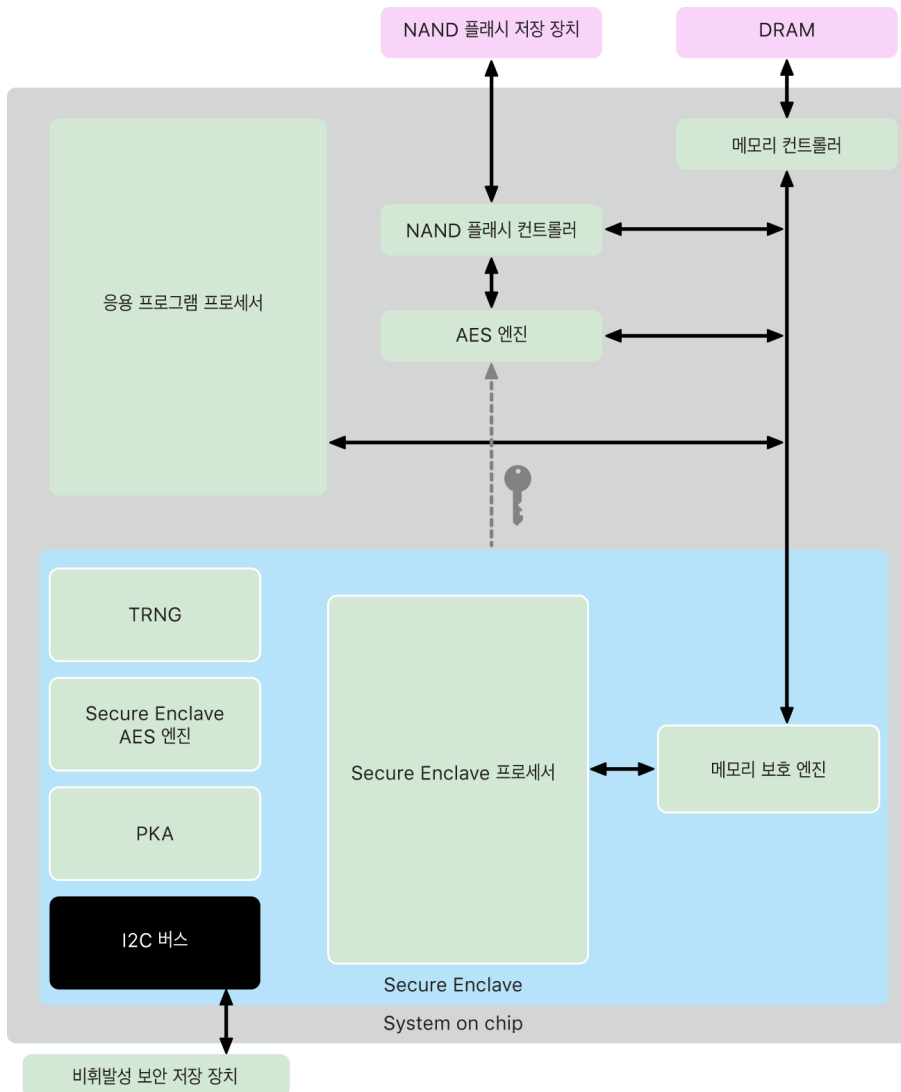 NAND 플래시 저장 장치
DRAM
메모리 컨트롤러
NAND 플래시 컨트롤러
응용 프로그램 프로세서
AES 엔진
TRNG
Secure Enclave
AES 엔진
Secure Enclave 프로세서
메모리 보호 엔진
PKA
I2C 버스
Secure Enclave
System on chip
비휘발성 보안 저장 장치